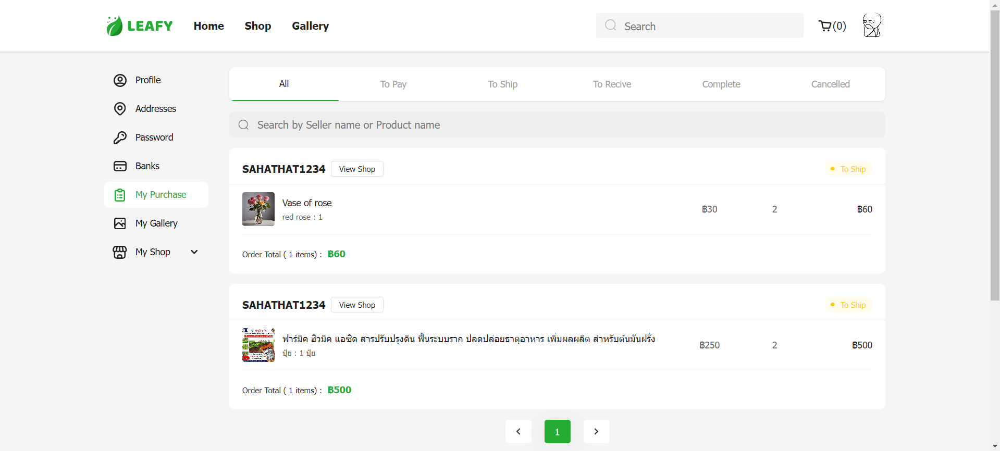 LEAFY Home Shop Gallery Search (0)
Profile
Addresses
Password
Banks
My Purchase
My Gallery
My Shop
All To Pay To Ship To Recive Complete Cancelled
Search by Seller name or Product name
SAHATHAT1234 View Shop To Ship
Vase of rose
red rose : 1
฿30 2 ฿60
Order Total ( 1 items) : ฿60
SAHATHAT1234 View Shop To Ship
ฟาร์มิค ฮิวมิค แอซิด สารปรับปรุงดิน ฟื้นระบบราก ปลดปล่อยธาตุอาหาร เพิ่มผลผลิต สำหรับต้นมันฝรั่ง
ปุ๋ย : 1 ปุ๋ย
฿250 2 ฿500
Order Total ( 1 items) : ฿500
1